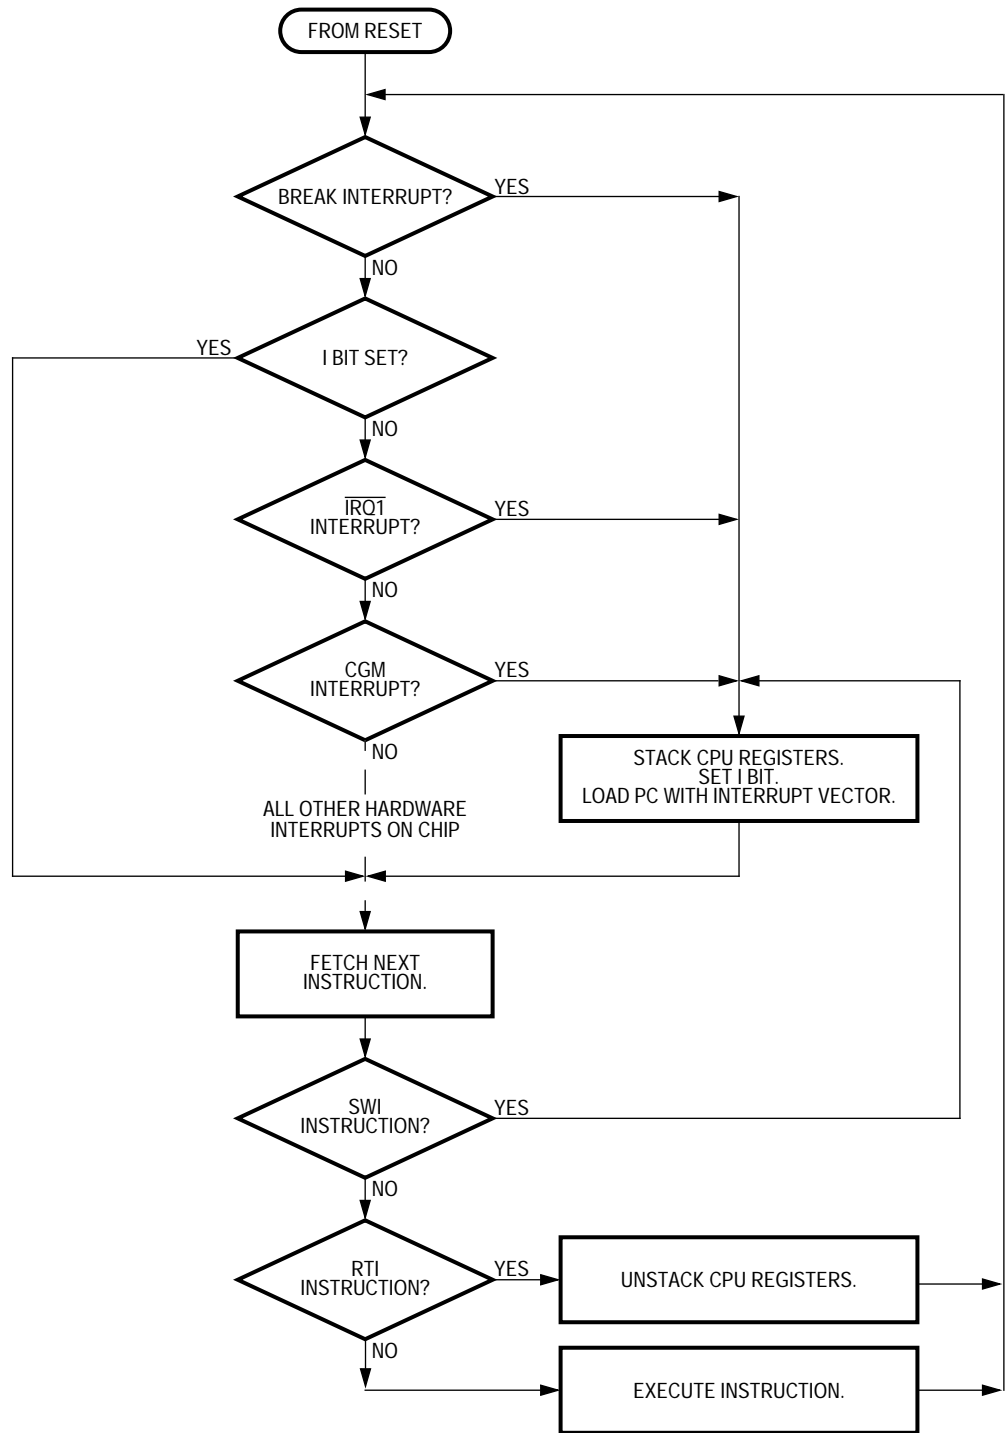 FROM RESET
BREAK INTERRUPT?
YES
NO
I BIT SET?
YES
NO
IRQ1
INTERRUPT?
YES
NO
CGM
INTERRUPT?
YES
NO
STACK CPU REGISTERS.
SET I BIT.
LOAD PC WITH INTERRUPT VECTOR.
ALL OTHER HARDWARE
INTERRUPTS ON CHIP
FETCH NEXT
INSTRUCTION.
SWI
INSTRUCTION?
YES
NO
RTI
INSTRUCTION?
YES
UNSTACK CPU REGISTERS.
NO
EXECUTE INSTRUCTION.